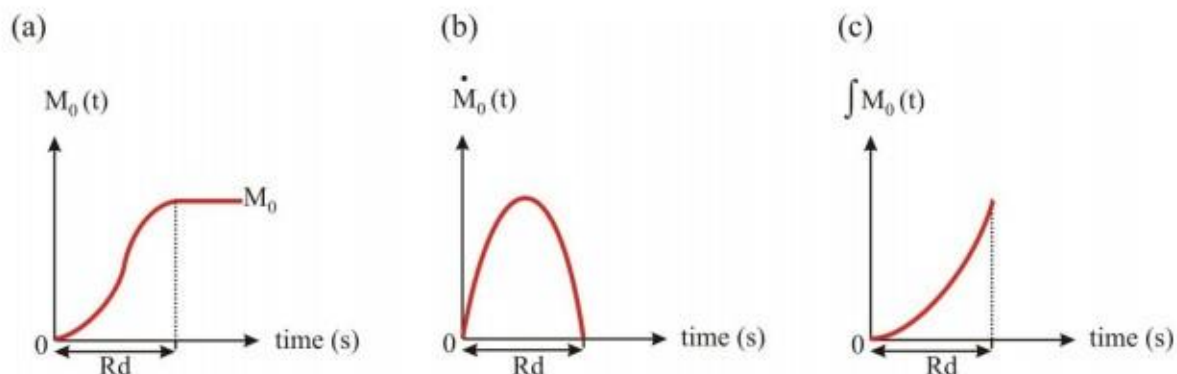 (a)
M₀ (t)
M₀
0
Rd
time (s)
(b)
Ṁ₀ (t)
0
Rd
time (s)
(c)
∫ M₀ (t)
0
Rd
time (s)